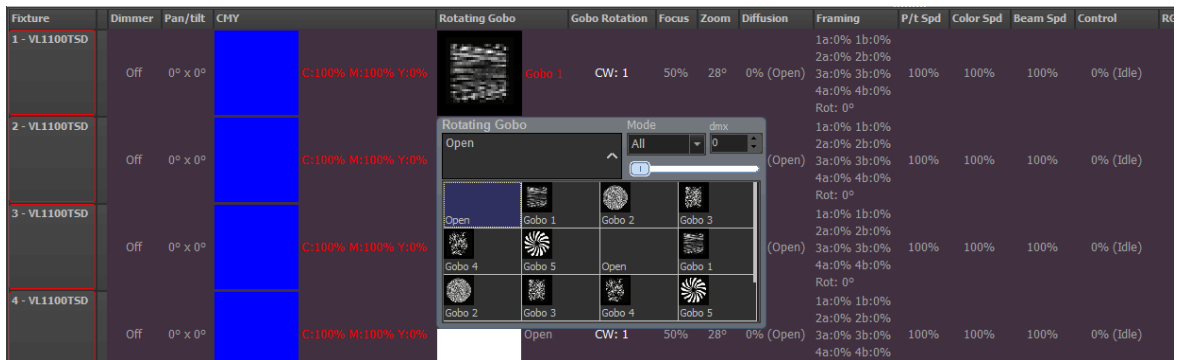 Fixture Dimmer Pan/tilt CMY Rotating Gobo Gobo Rotation Focus Zoom Diffusion Framing P/t Spd Color Spd Beam Spd Control RG
1 - VL1100TSD
1a:0% 1b:0%
2a:0% 2b:0%
Off 0° x 0° C:100% M:100% Y:0% Gobo 1 CW: 1 50% 28° 0% (Open) 3a:0% 3b:0% 100% 100% 100% 0% (Idle)
4a:0% 4b:0%
Rot: 0°
2 - VL1100TSD
Rotating Gobo Mode dmx
Open All 0
1a:0% 1b:0%
2a:0% 2b:0%
Off 0° x 0° C:100% M:100% Y:0% (Open) 3a:0% 3b:0% 100% 100% 100% 0% (Idle)
4a:0% 4b:0%
Rot: 0°
Open Gobo 1 Gobo 2 Gobo 3
3 - VL1100TSD
1a:0% 1b:0%
2a:0% 2b:0%
Off 0° x 0° C:100% M:100% Y:0% (Open) 3a:0% 3b:0% 100% 100% 100% 0% (Idle)
4a:0% 4b:0%
Rot: 0°
Gobo 4 Gobo 5 Open Gobo 1
4 - VL1100TSD
Gobo 2 Gobo 3 Gobo 4 Gobo 5
1a:0% 1b:0%
2a:0% 2b:0%
Off 0° x 0° C:100% M:100% Y:0% Open CW: 1 50% 28° 0% (Open) 3a:0% 3b:0% 100% 100% 100% 0% (Idle)
4a:0% 4b:0%